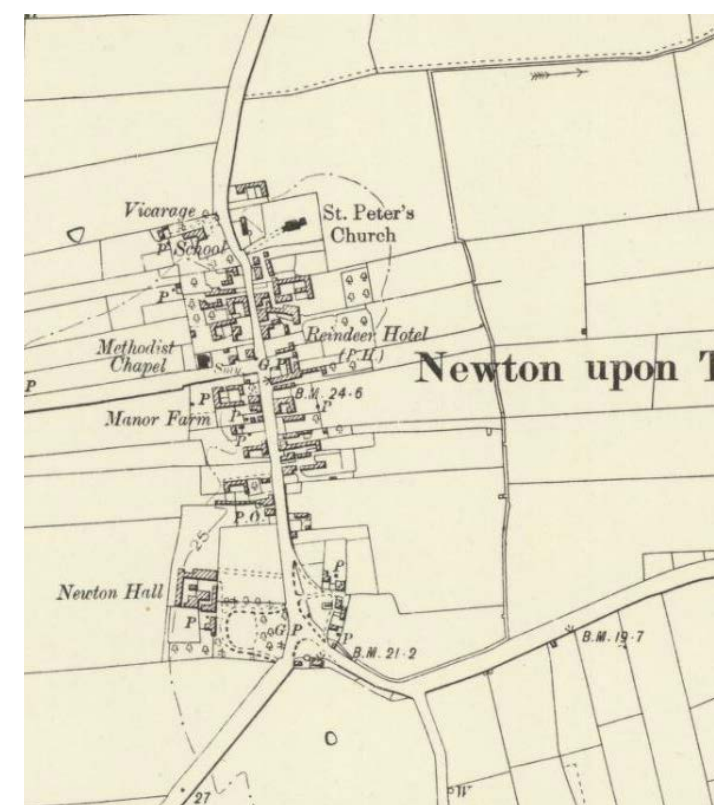 Vicarage
St. Peter's
Church
P
School
P
Reindeer Hotel
(P.H.)
Methodist
Chapel
Smy.
G.P.
Newton upon T
P
B.M. 24·6
P
P
Manor Farm
P
P
P.O.
25
Newton Hall
P
P
G P
P
B.M. 21·2
B.M. 19·7
27
W